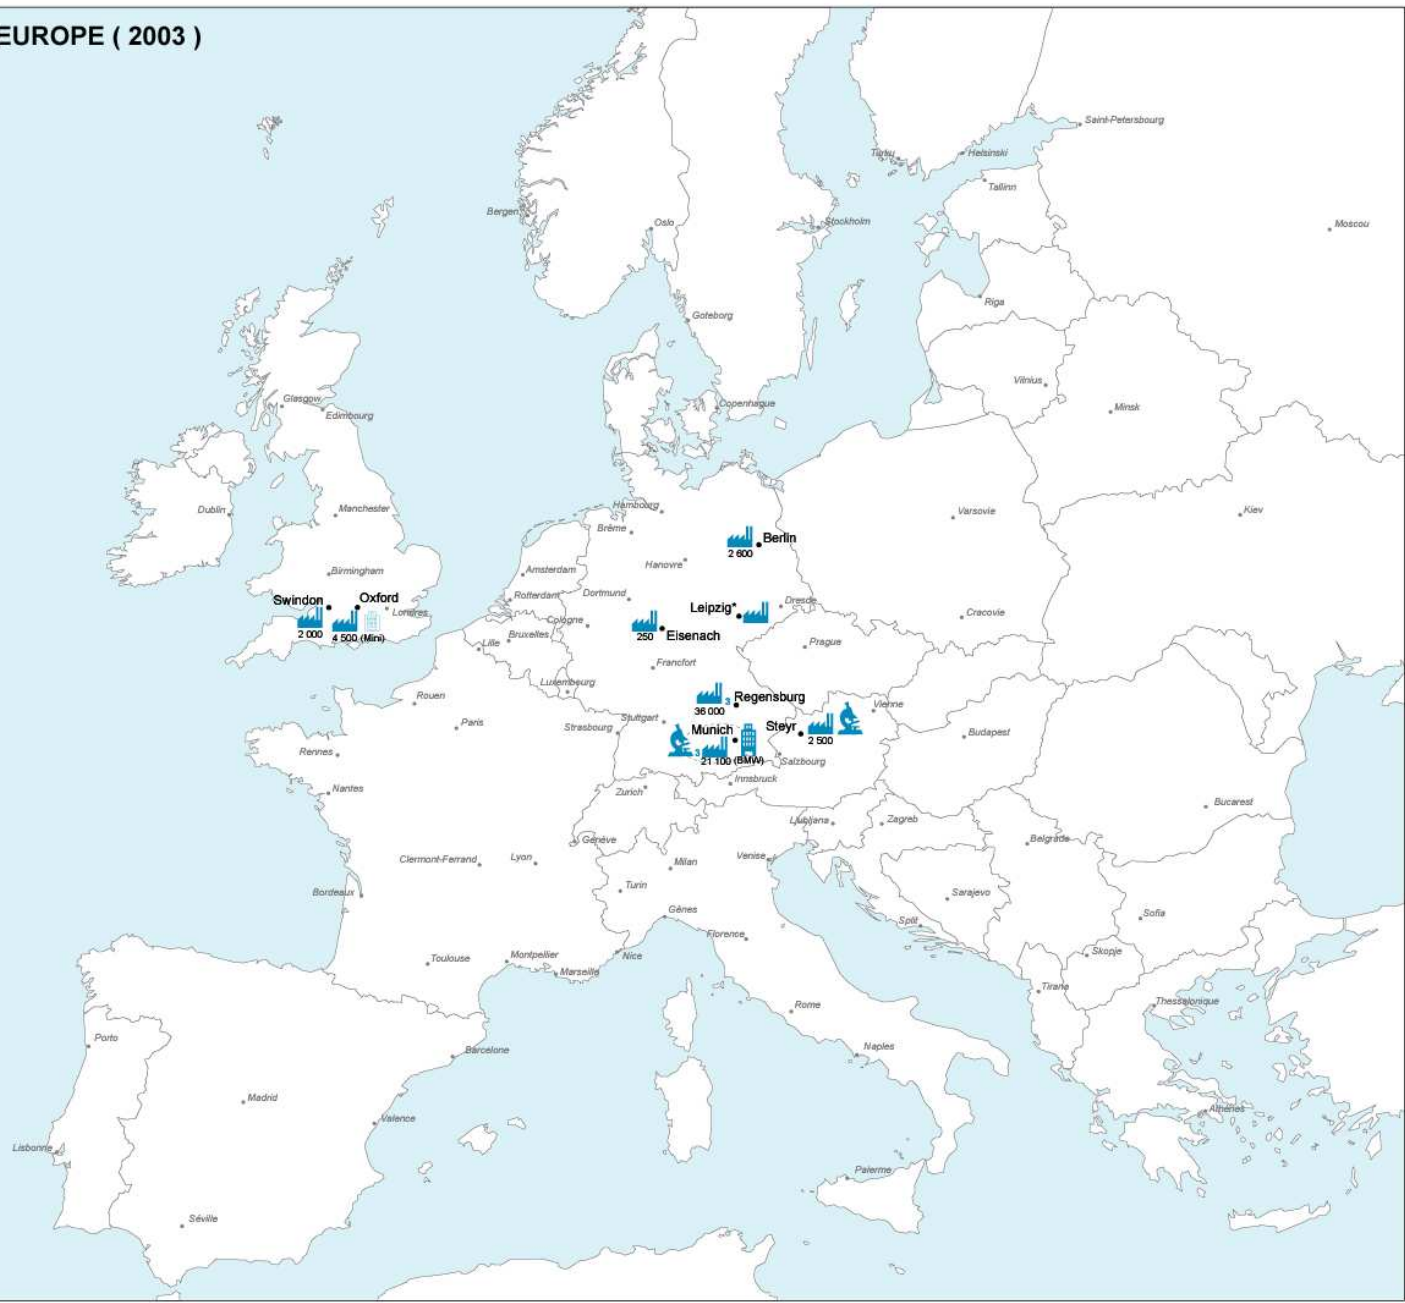 EUROPE ( 2003 )
Saint-Petersbourg
Turku
Helsinski
Tallinn
Bergen
Oslo
Stockholm
Moscou
Riga
Goteborg
Vilnius
Glasgow
Edimbourg
Copenhague
Minsk
Dublin
Manchester
Hambourg
Varsovie
Kiev
Brême
Berlin
2 600
Hanovre
Birmingham
Amsterdam
Swindon
Oxford
Londres
Rotterdam
Dortmund
Leipzig*
Dresde
2 000
4 500 (Mini)
Cologne
250
Eisenach
Cracovie
Lille
Bruxelles
Prague
Francfort
Luxembourg
Rouen
3
Regensburg
36 000
Vienne
Paris
Strasbourg
Stuttgart
Munich
Steyr
2 500
Budapest
Rennes
3
21 100 (BMW)
Salzbourg
Innsbruck
Nantes
Zurich
Bucarest
Ljubljana
Zagreb
Genève
Belgrade
Clermont-Ferrand
Lyon
Milan
Venise
Bordeaux
Turin
Sarajevo
Gênes
Split
Sofia
Florence
Toulouse
Montpellier
Nice
Skopje
Marseille
Tirana
Rome
Thessalonique
Porto
Barcelone
Naples
Madrid
Valence
Athènes
Lisbonne
Palerme
Séville